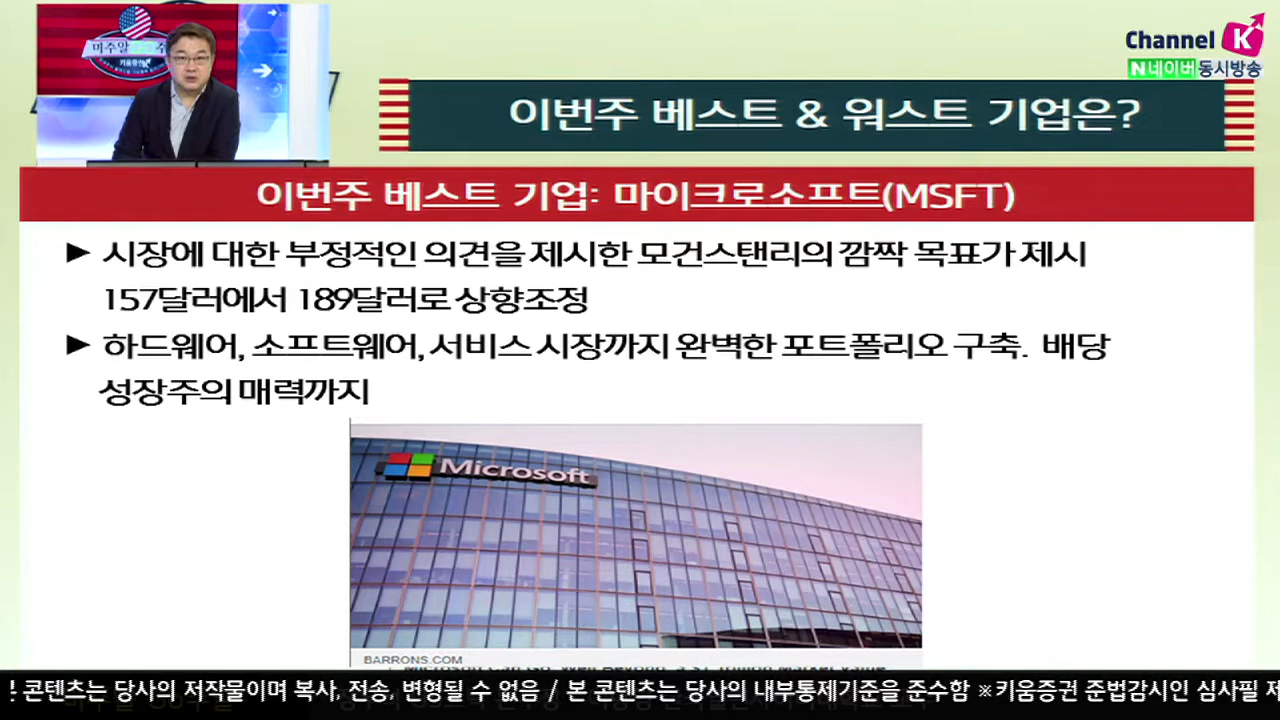 미주알
키움증권
Channel K
N 네이버 동시방송
이번주 베스트 & 워스트 기업은?
이번주 베스트 기업: 마이크로소프트(MSFT)
► 시장에 대한 부정적인 의견을 제시한 모건스탠리의 깜짝 목표가 제시
157달러에서 189달러로 상향조정
► 하드웨어, 소프트웨어, 서비스 시장까지 완벽한 포트폴리오 구축. 배당
성장주의 매력까지
Microsoft
BARRONS.COM
! 콘텐츠는 당사의 저작물이며 복사, 전송, 변형될 수 없음 / 본 콘텐츠는 당사의 내부통제기준을 준수함 ※키움증권 준법감시인 심사필 제